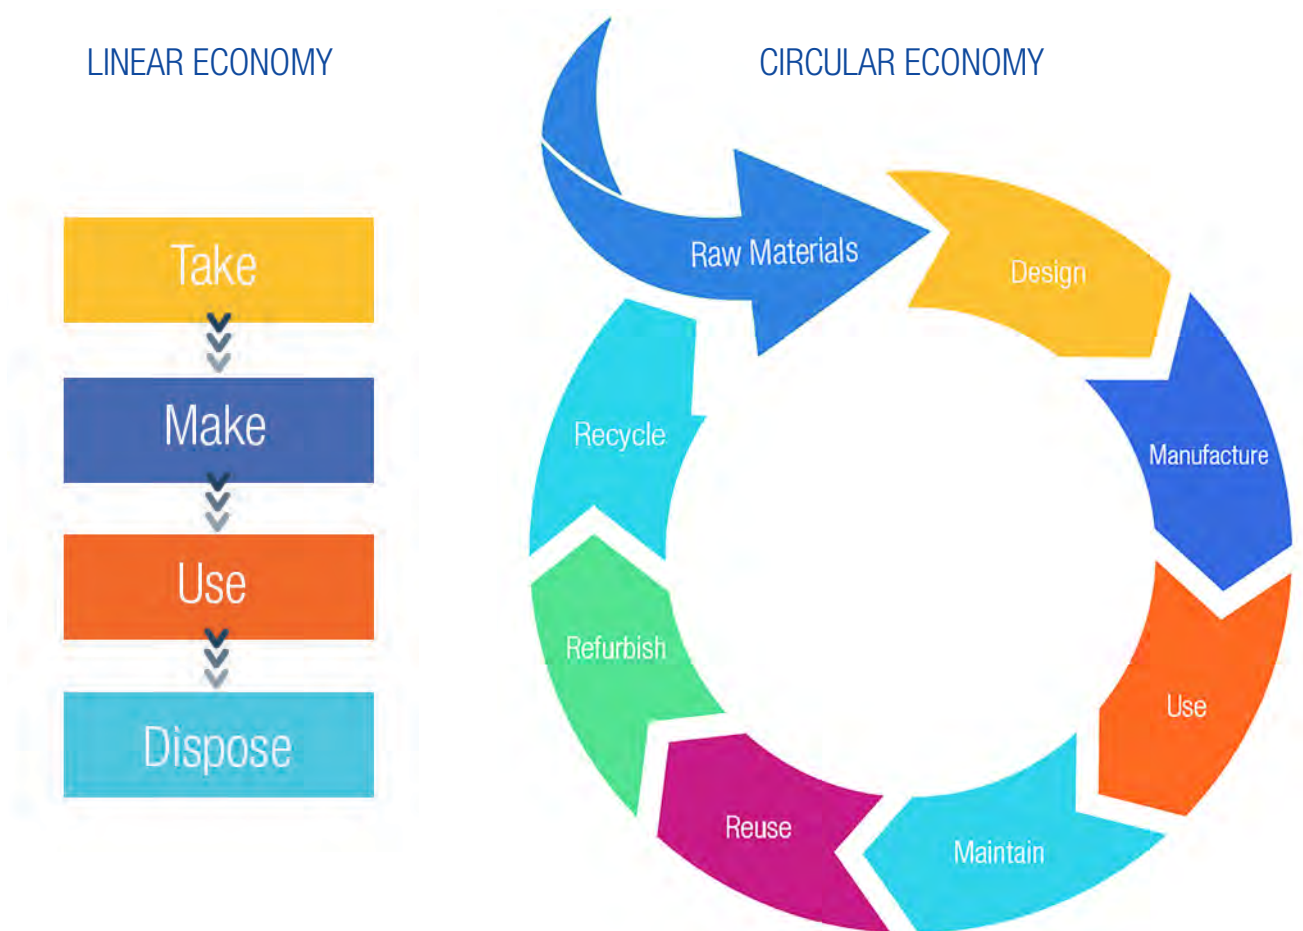 LINEAR ECONOMY
Take
Make
Use
Dispose
CIRCULAR ECONOMY
Raw Materials
Design
Manufacture
Use
Maintain
Reuse
Refurbish
Recycle